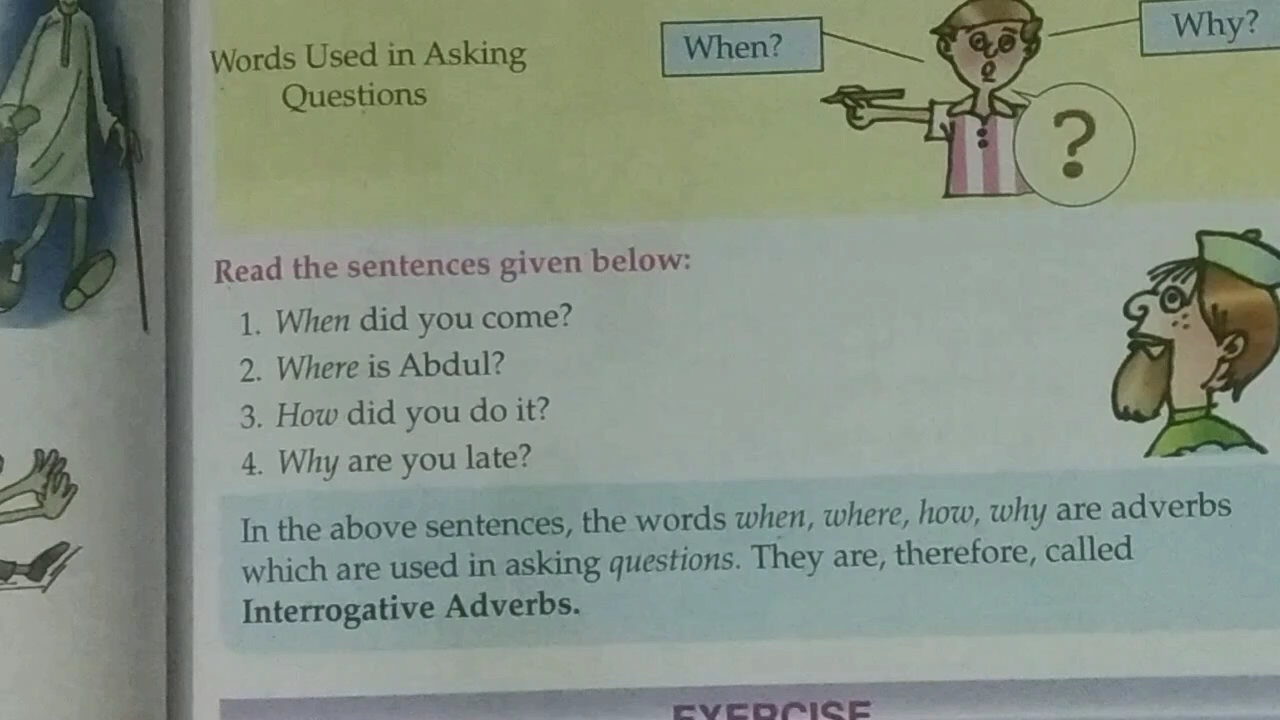 Words Used in Asking
Questions
When?
Why?
?
Read the sentences given below:
1. When did you come?
2. Where is Abdul?
3. How did you do it?
4. Why are you late?
In the above sentences, the words when, where, how, why are adverbs
which are used in asking questions. They are, therefore, called
Interrogative Adverbs.
EXERCISE